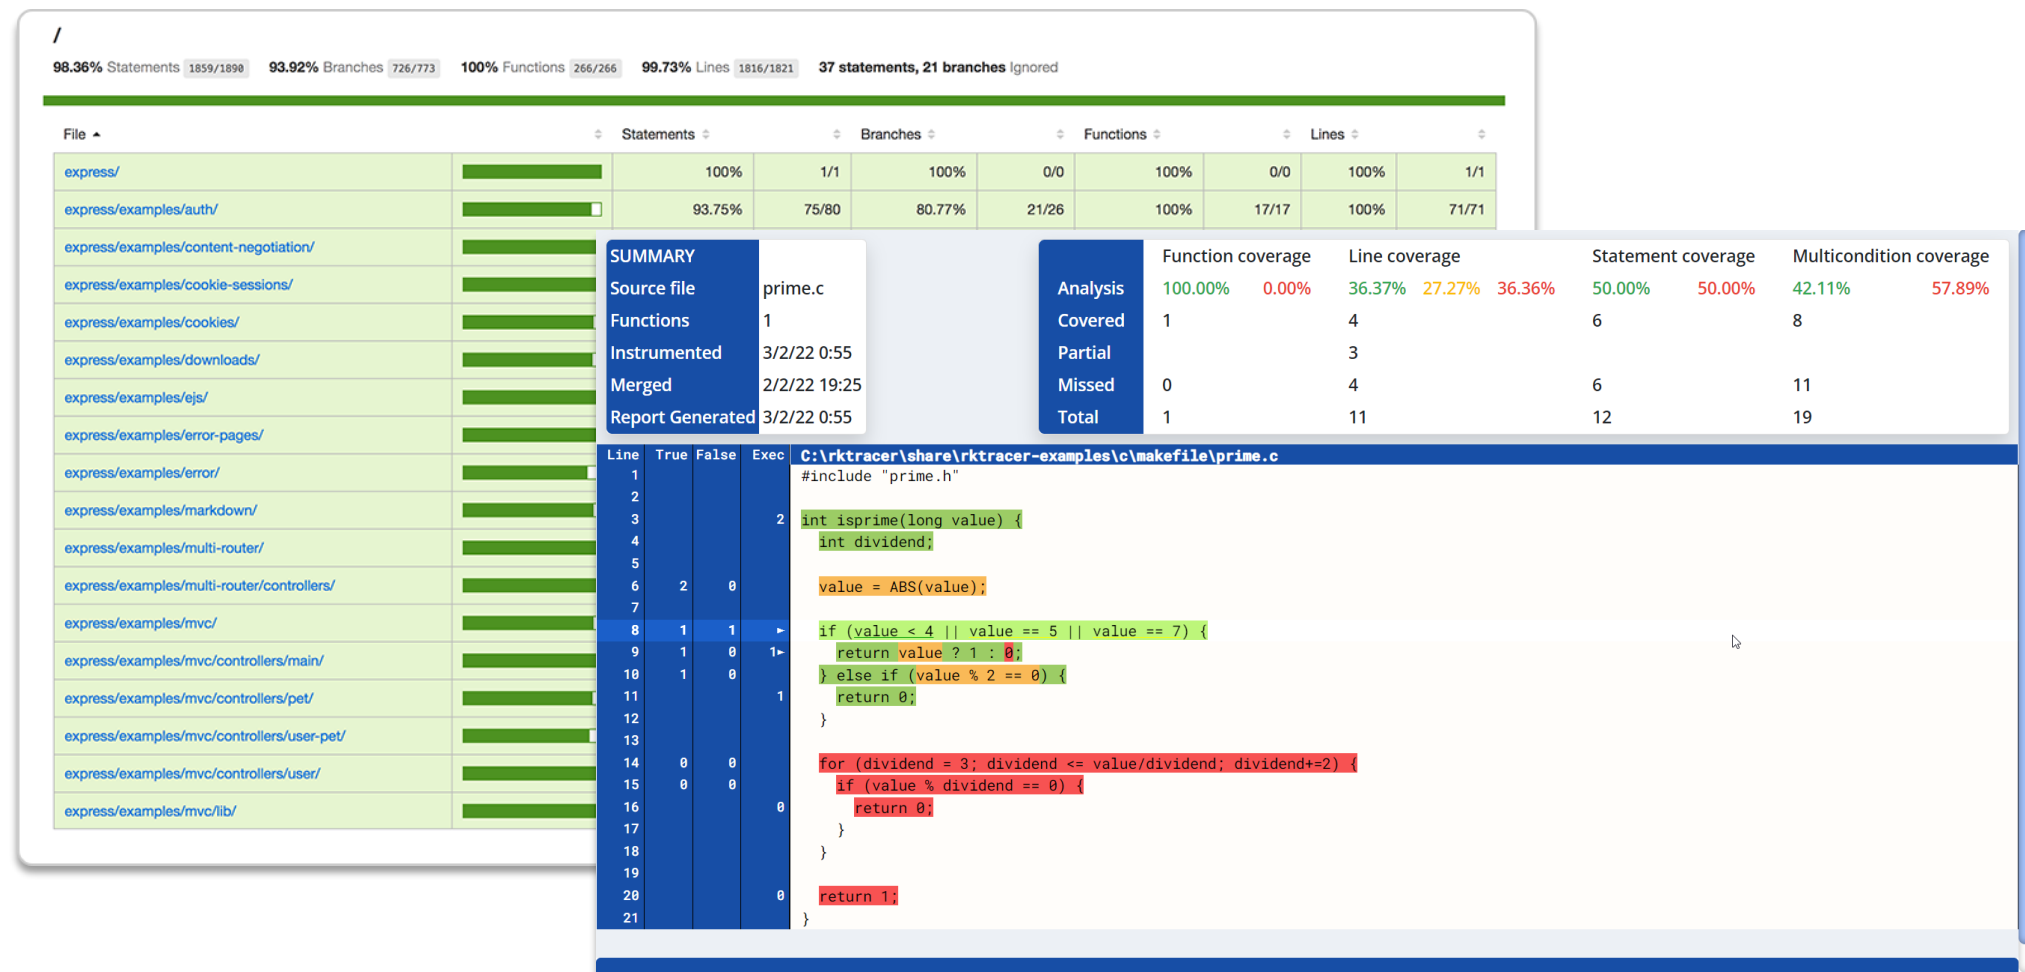 /
98.36% Statements 1859/1890 93.92% Branches 726/773 100% Functions 266/266 99.73% Lines 1816/1821 37 statements, 21 branches Ignored
File Statements Branches Functions Lines
express/ 100% 1/1 100% 0/0 100% 0/0 100% 1/1
express/examples/auth/ 93.75% 75/80 80.77% 21/26 100% 17/17 100% 71/71
express/examples/content-negotiation/
express/examples/cookie-sessions/
express/examples/cookies/
express/examples/downloads/
express/examples/ejs/
express/examples/error-pages/
express/examples/error/
express/examples/markdown/
express/examples/multi-router/
express/examples/multi-router/controllers/
express/examples/mvc/
express/examples/mvc/controllers/main/
express/examples/mvc/controllers/pet/
express/examples/mvc/controllers/user-pet/
express/examples/mvc/controllers/user/
express/examples/mvc/lib/
SUMMARY
Source file prime.c
Functions 1
Instrumented 3/2/22 0:55
Merged 2/2/22 19:25
Report Generated 3/2/22 0:55
Function coverage Line coverage Statement coverage Multicondition coverage
Analysis 100.00% 0.00% 36.37% 27.27% 36.36% 50.00% 50.00% 42.11% 57.89%
Covered 1 4 6 8
Partial 3
Missed 0 4 6 11
Total 1 11 12 19
Line True False Exec C:\rktracer\share\rktracer-examples\c\makefile\prime.c
1 #include "prime.h"
2
3 2 int isprime(long value) {
4 int dividend;
5
6 2 0 value = ABS(value);
7
8 1 1 ► if (value < 4 || value == 5 || value == 7) {
9 1 0 1► return value ? 1 : 0;
10 1 0 } else if (value % 2 == 0) {
11 1 return 0;
12 }
13
14 0 0 for (dividend = 3; dividend <= value/dividend; dividend+=2) {
15 0 0 if (value % dividend == 0) {
16 0 return 0;
17 }
18 }
19
20 0 return 1;
21 }